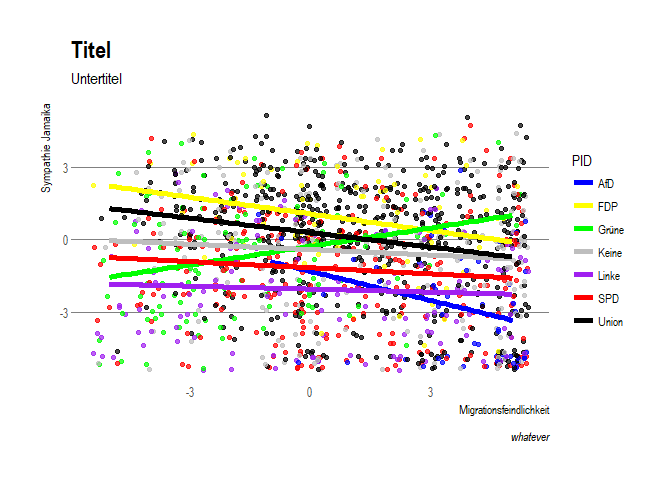 Titel
Untertitel
Sympathie Jamaika
3
0
-3
-3
0
3
Migrationsfeindlichkeit
whatever
PID
AfD
FDP
Grüne
Keine
Linke
SPD
Union